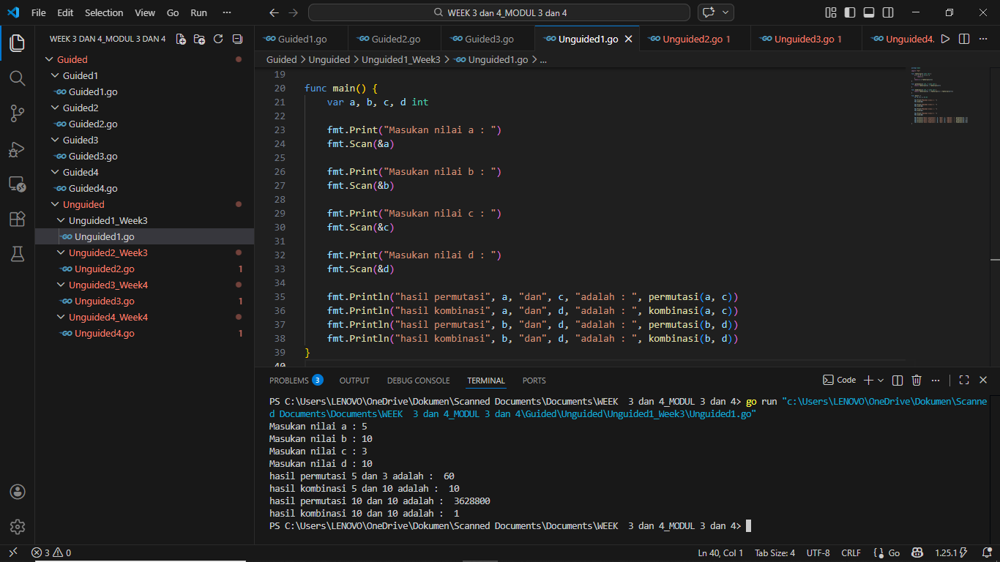 File Edit Selection View Go Run ··· WEEK 3 dan 4_MODUL 3 dan 4
WEEK 3 DAN 4_MODUL 3 DAN 4
Guided
Guided1
Guided1.go
Guided2
Guided2.go
Guided3
Guided3.go
Guided4
Guided4.go
Unguided
Unguided1_Week3
Unguided1.go
Unguided2_Week3
Unguided2.go 1
Unguided3_Week4
Unguided3.go 1
Unguided4_Week4
Unguided4.go 1
Guided1.go Guided2.go Guided3.go Unguided1.go Unguided2.go 1 Unguided3.go 1 Unguided4.
Guided > Unguided > Unguided1_Week3 > Unguided1.go > ...
19
20 func main() {
21 var a, b, c, d int
22
23 fmt.Print("Masukan nilai a : ")
24 fmt.Scan(&a)
25
26 fmt.Print("Masukan nilai b : ")
27 fmt.Scan(&b)
28
29 fmt.Print("Masukan nilai c : ")
30 fmt.Scan(&c)
31
32 fmt.Print("Masukan nilai d : ")
33 fmt.Scan(&d)
34
35 fmt.Println("hasil permutasi", a, "dan", c, "adalah : ", permutasi(a, c))
36 fmt.Println("hasil kombinasi", a, "dan", d, "adalah : ", kombinasi(a, c))
37 fmt.Println("hasil permutasi", b, "dan", d, "adalah : ", permutasi(b, d))
38 fmt.Println("hasil kombinasi", b, "dan", d, "adalah : ", kombinasi(b, d))
39 }
40
PROBLEMS 3 OUTPUT DEBUG CONSOLE TERMINAL PORTS Code
PS C:\Users\LENOVO\OneDrive\Dokumen\Scanned Documents\Documents\WEEK  3 dan 4_MODUL 3 dan 4> go run "c:\Users\LENOVO\OneDrive\Dokumen\Scanne
d Documents\Documents\WEEK  3 dan 4_MODUL 3 dan 4\Guided\Unguided\Unguided1_Week3\Unguided1.go"
Masukan nilai a : 5
Masukan nilai b : 10
Masukan nilai c : 3
Masukan nilai d : 10
hasil permutasi 5 dan 3 adalah :  60
hasil kombinasi 5 dan 10 adalah :  10
hasil permutasi 10 dan 10 adalah :  3628800
hasil kombinasi 10 dan 10 adalah :  1
PS C:\Users\LENOVO\OneDrive\Dokumen\Scanned Documents\Documents\WEEK  3 dan 4_MODUL 3 dan 4>
3 0 Ln 40, Col 1 Tab Size: 4 UTF-8 CRLF Go 1.25.1